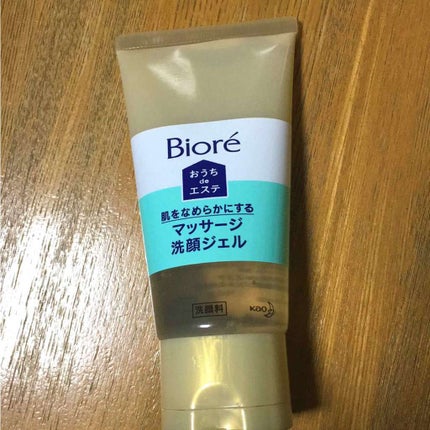 Bioré
おうち
de
エステ
肌をなめらかにする
マッサージ
洗顔ジェル
洗顔料
Kao